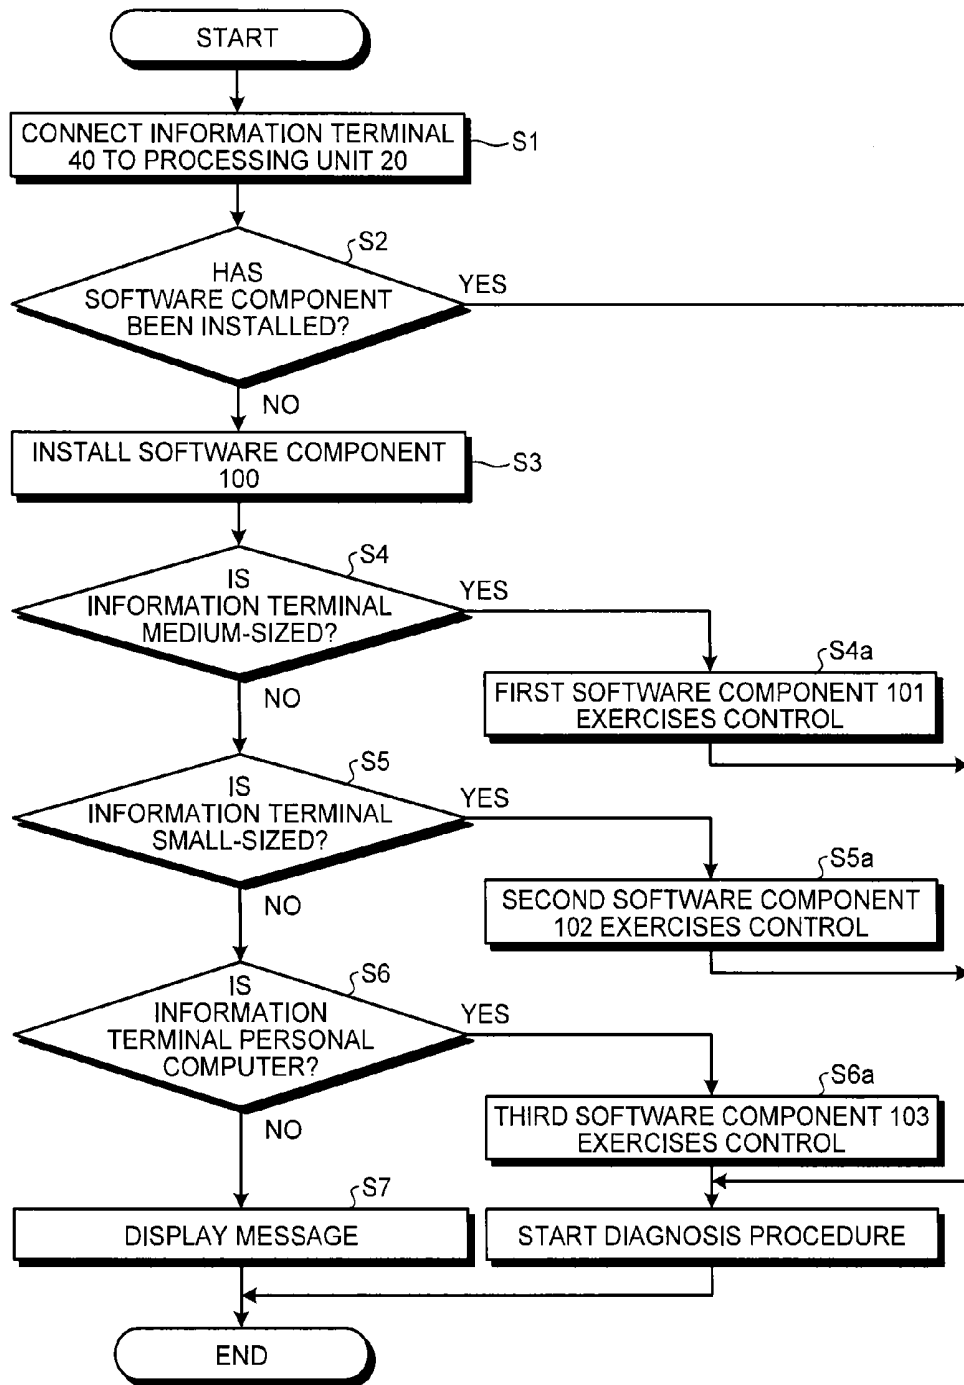 START
CONNECT INFORMATION TERMINAL
40 TO PROCESSING UNIT 20
S1
S2
HAS
SOFTWARE COMPONENT
BEEN INSTALLED?
YES
NO
INSTALL SOFTWARE COMPONENT
100
S3
S4
IS
INFORMATION TERMINAL
MEDIUM-SIZED?
YES
NO
S4a
FIRST SOFTWARE COMPONENT 101
EXERCISES CONTROL
S5
IS
INFORMATION TERMINAL
SMALL-SIZED?
YES
NO
S5a
SECOND SOFTWARE COMPONENT
102 EXERCISES CONTROL
S6
IS
INFORMATION
TERMINAL PERSONAL
COMPUTER?
YES
NO
S6a
THIRD SOFTWARE COMPONENT 103
EXERCISES CONTROL
S7
DISPLAY MESSAGE
START DIAGNOSIS PROCEDURE
END